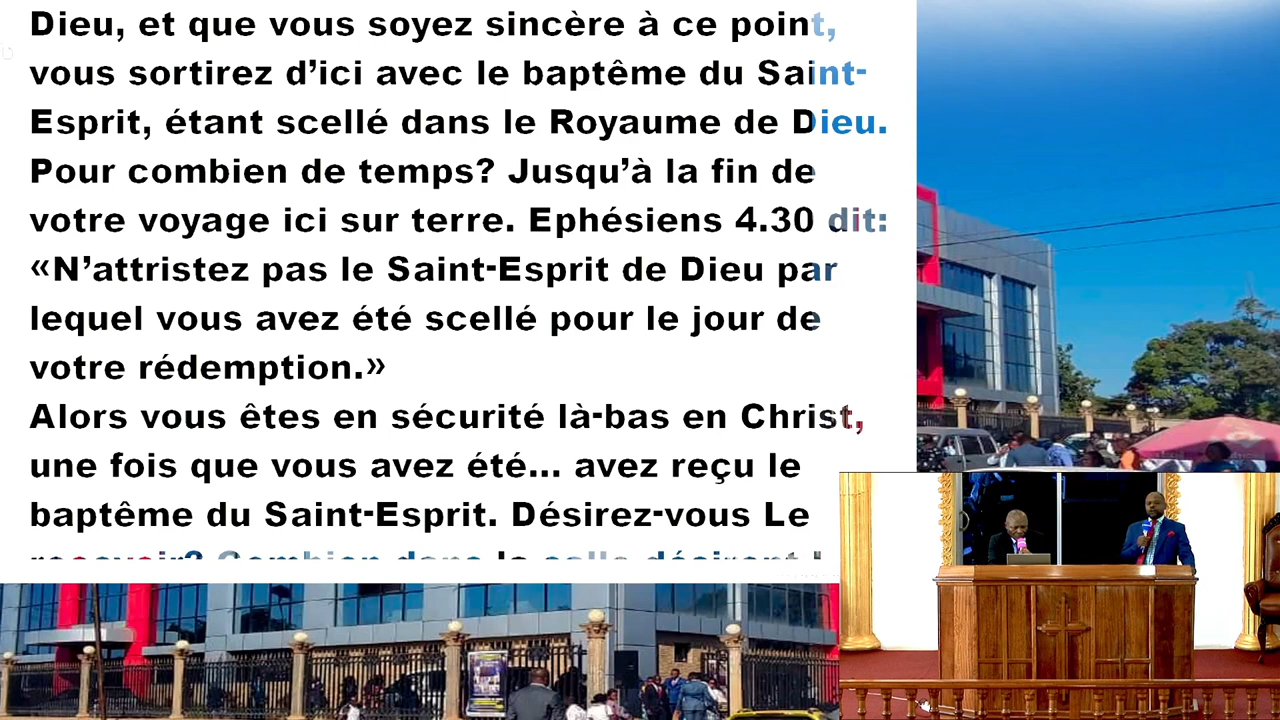 Dieu, et que vous soyez sincère à ce point,
vous sortirez d’ici avec le baptême du Saint-
Esprit, étant scellé dans le Royaume de Dieu.
Pour combien de temps? Jusqu’à la fin de
votre voyage ici sur terre. Ephésiens 4.30 dit:
«N’attristez pas le Saint-Esprit de Dieu par
lequel vous avez été scellé pour le jour de
votre rédemption.»
Alors vous êtes en sécurité là-bas en Christ,
une fois que vous avez été... avez reçu le
baptême du Saint-Esprit. Désirez-vous Le